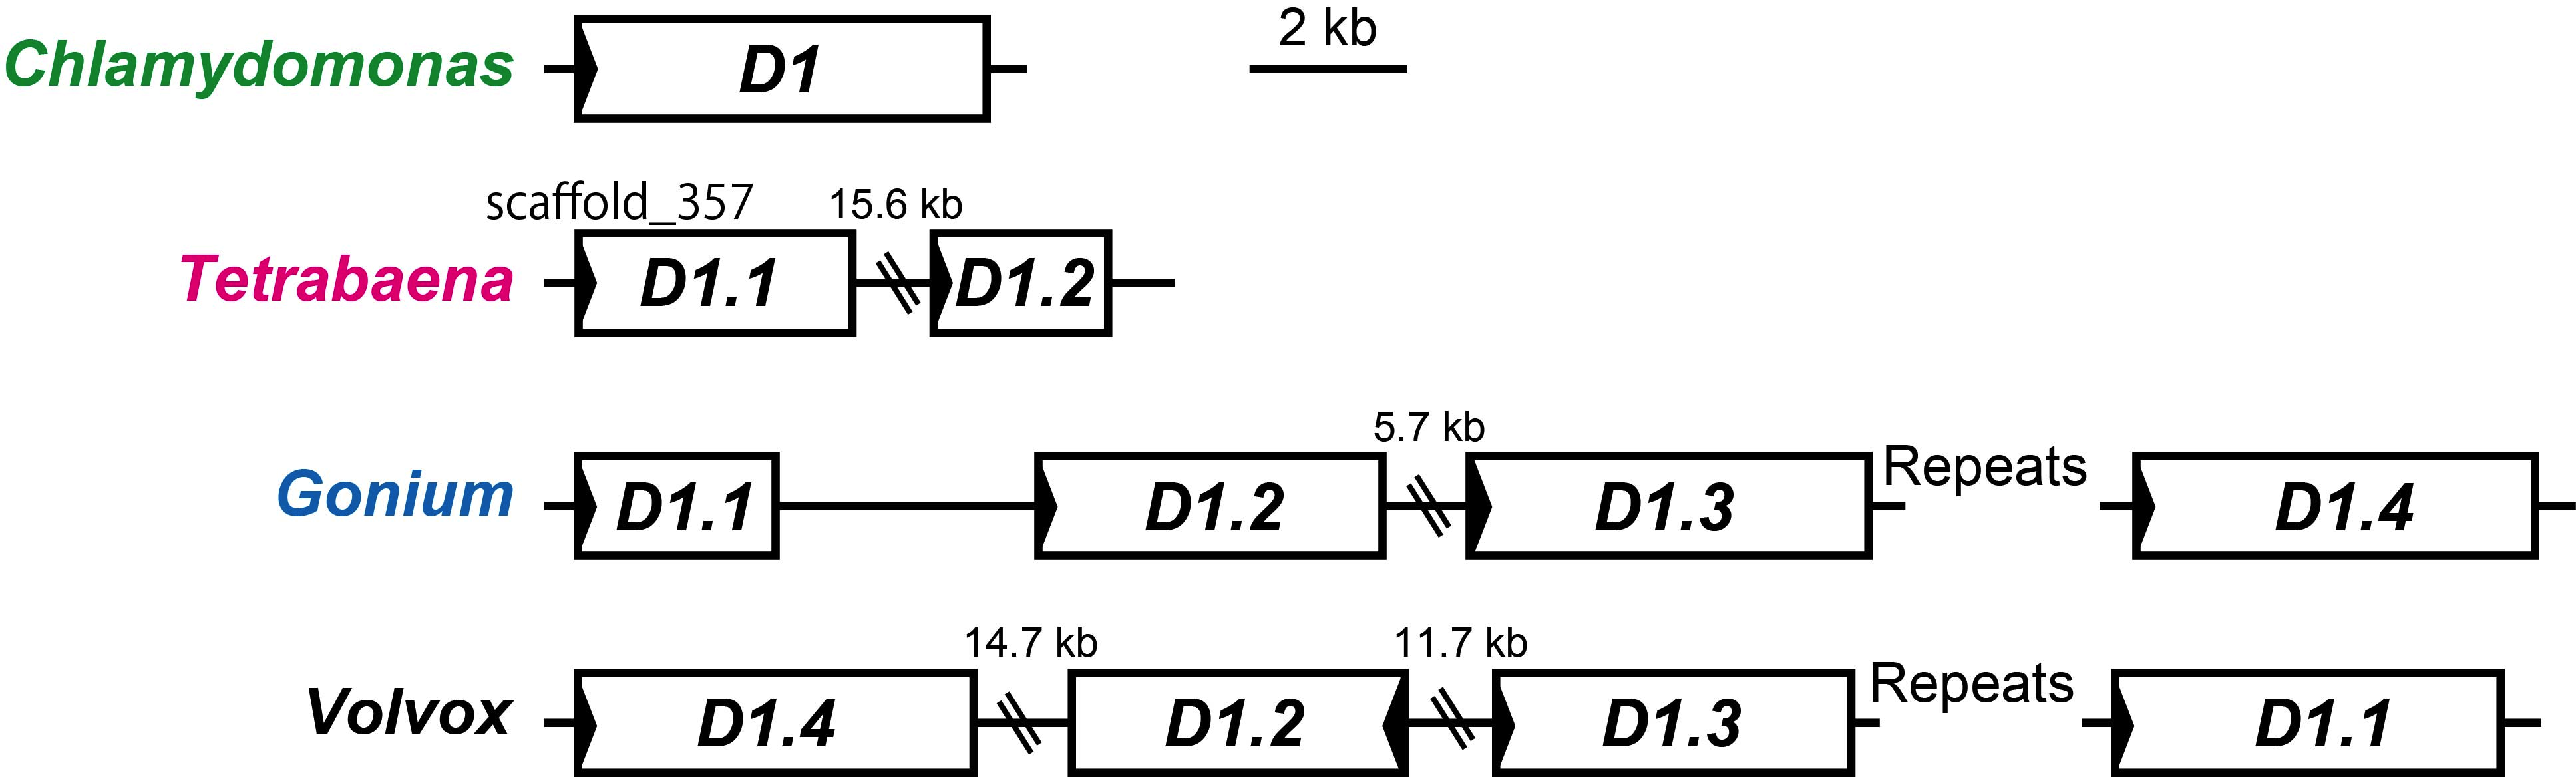 Chlamydomonas D1 2 kb
scaffold_357 15.6 kb
Tetrabaena D1.1 D1.2
5.7 kb
Gonium D1.1 D1.2 D1.3 Repeats D1.4
14.7 kb 11.7 kb
Volvox D1.4 D1.2 D1.3 Repeats D1.1